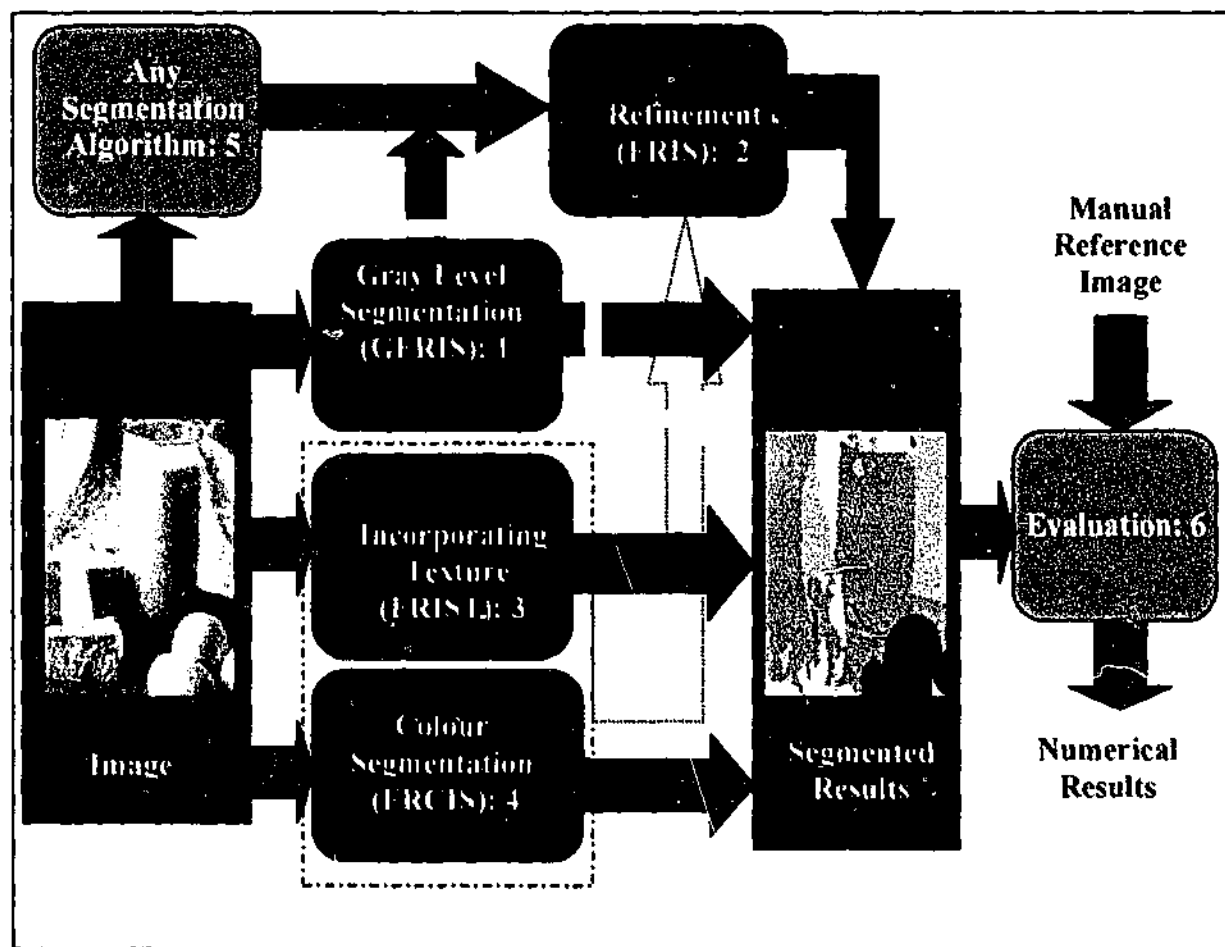 Any
Segmentation
Algorithm: 5
Refinement
(FRIS): 2
Gray Level
Segmentation
(GFRIS): 1
Manual
Reference
Image
Incorporating
Texture
3
Evaluation: 6
Image
Colour
Segmentation
(FRCIS): 4
Segmented
Results
Numerical
Results